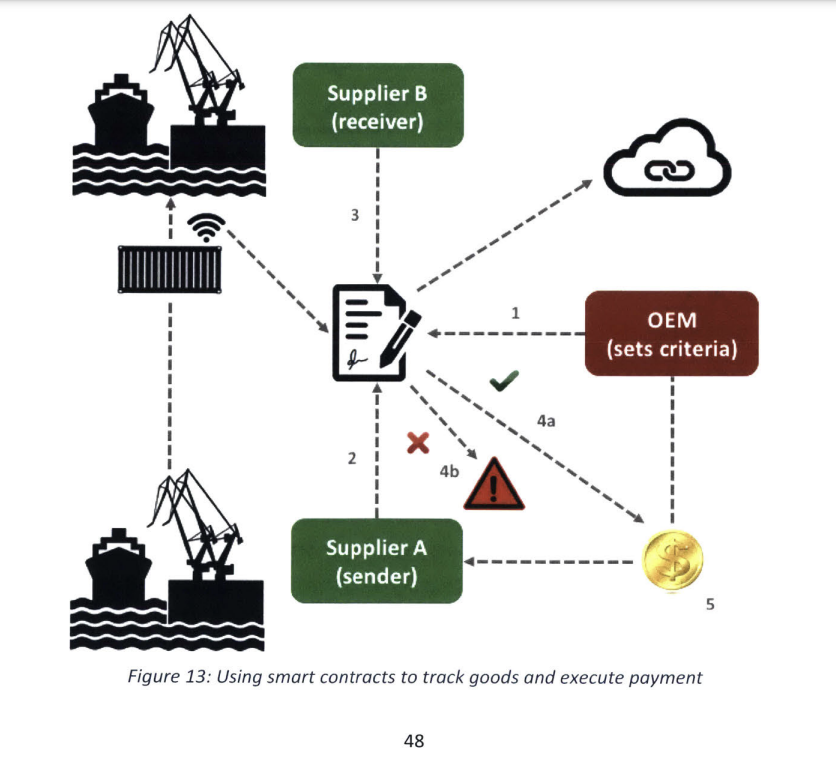 Supplier B
(receiver)
3
1
OEM
(sets criteria)
4a
2
4b
Supplier A
(sender)
$
5
Figure 13: Using smart contracts to track goods and execute payment
48